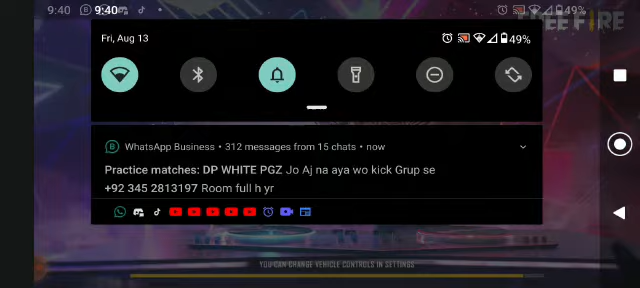 9:40
9:40
49%
FREE FIRE
Fri, Aug 13
49%
WhatsApp Business • 312 messages from 15 chats • now
Practice matches: DP WHITE PGZ Jo Aj na aya wo kick Grup se
+92 345 2813197 Room full h yr
YOU CAN CHANGE VEHICLE CONTROLS IN SETTINGS